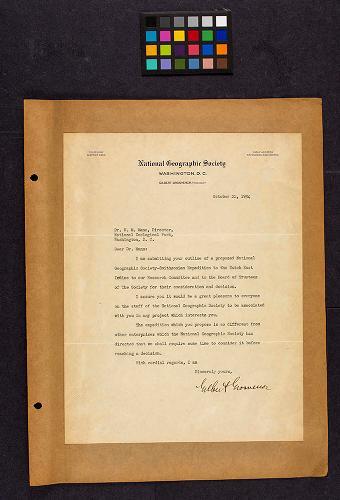 National Geographic Society
WASHINGTON, D. C.
GILBERT GROSVENOR, PRESIDENT
October 31, 1934
Dr. W. M. Mann, Director,
National Zoological Park,
Washington, D. C.
Dear Dr. Mann:
I am submitting your outline of a proposed National
Geographic Society-Smithsonian Expedition to the Dutch East
Indies to our Research Committee and to the Board of Trustees
of The Society for their consideration and decision.
I assure you it would be a great pleasure to everyone
on the staff of the National Geographic Society to be associated
with you in any project which interests you.
The expedition which you propose is so different from
other enterprises which the National Geographic Society has
directed that we shall require some time to consider it before
reaching a decision.
With cordial regards, I am
Sincerely yours,
Gilbert Grosvenor